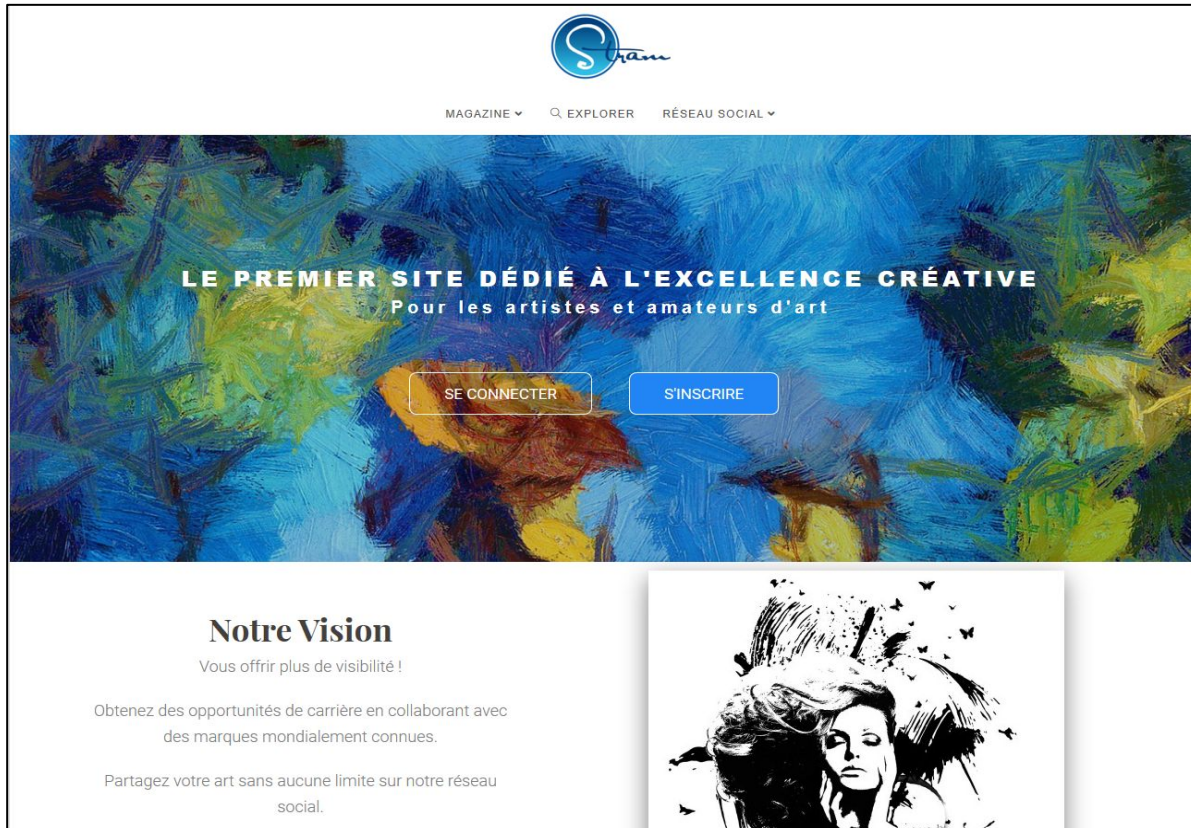 Stram
MAGAZINE EXPLORER RÉSEAU SOCIAL
LE PREMIER SITE DÉDIÉ À L'EXCELLENCE CRÉATIVE
Pour les artistes et amateurs d'art
SE CONNECTER S'INSCRIRE
Notre Vision
Vous offrir plus de visibilité !
Obtenez des opportunités de carrière en collaborant avec
des marques mondialement connues.
Partagez votre art sans aucune limite sur notre réseau
social.